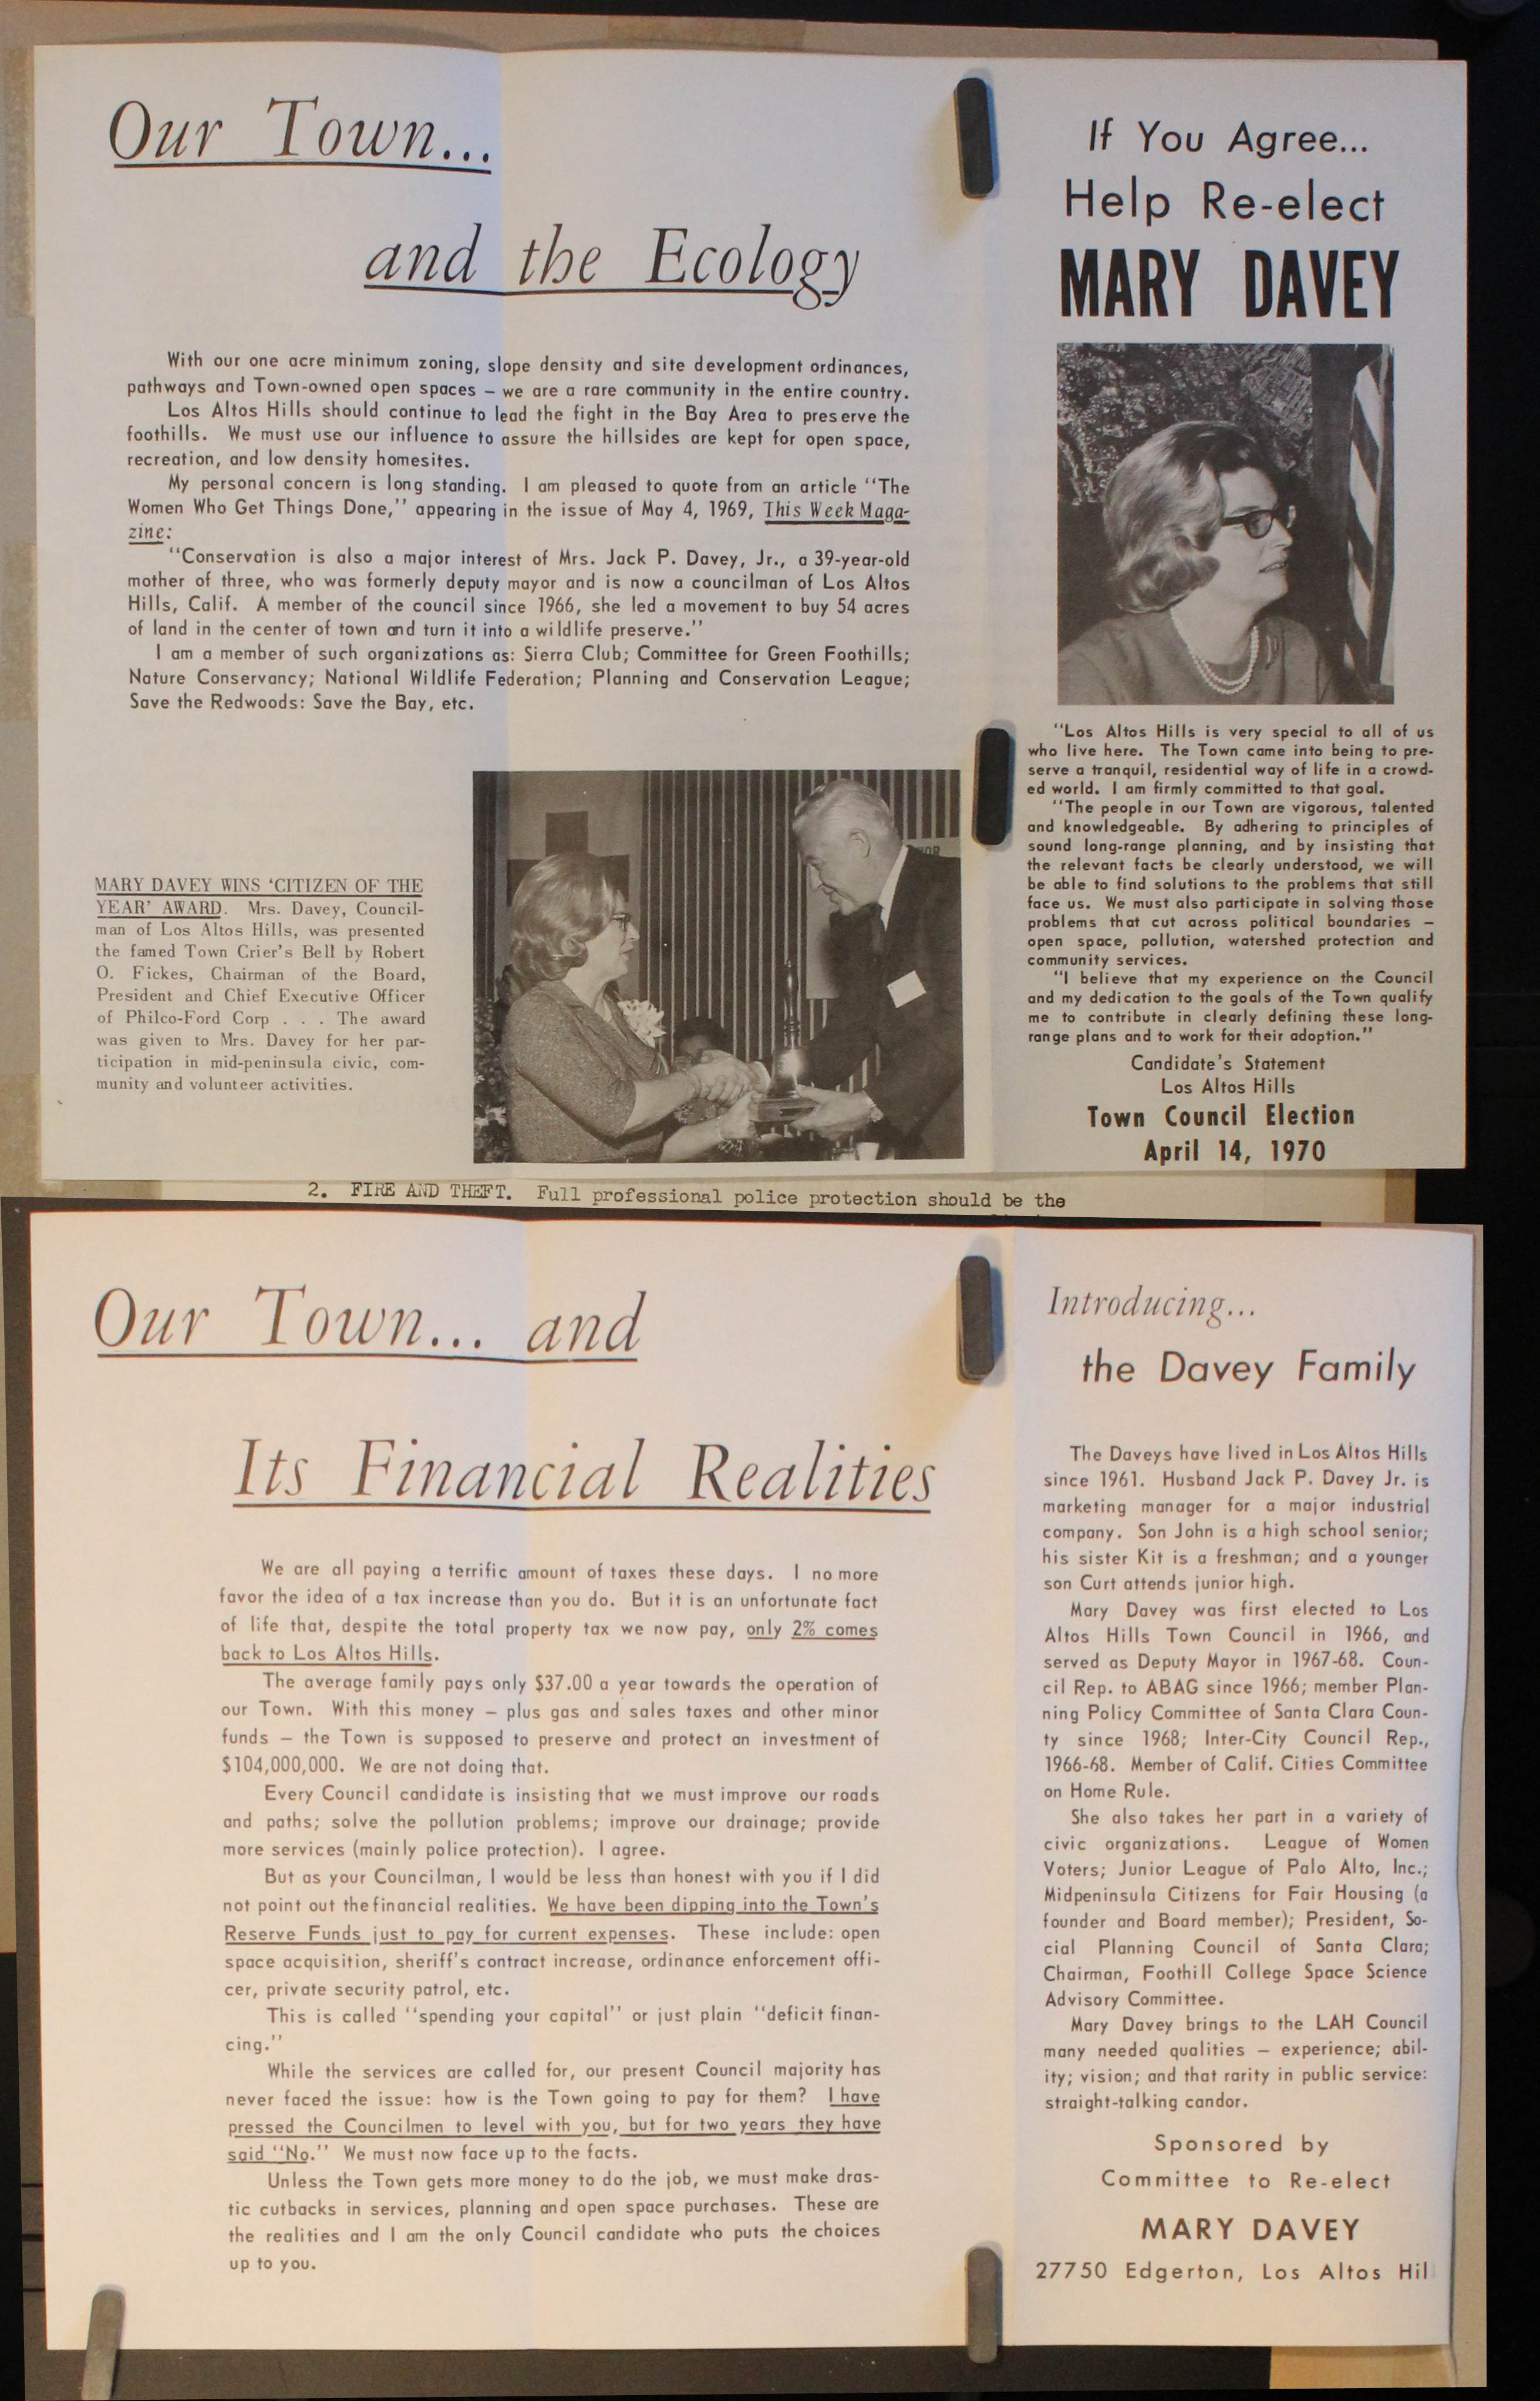 Our Town...
and the Ecology
With our one acre minimum zoning, slope density and site development ordinances,
pathways and Town-owned open spaces – we are a rare community in the entire country.
Los Altos Hills should continue to lead the fight in the Bay Area to preserve the
foothills. We must use our influence to assure the hillsides are kept for open space,
recreation, and low density homesites.
My personal concern is long standing. I am pleased to quote from an article "The
Women Who Get Things Done," appearing in the issue of May 4, 1969, This Week Maga-
zine:
"Conservation is also a major interest of Mrs. Jack P. Davey, Jr., a 39-year-old
mother of three, who was formerly deputy mayor and is now a councilman of Los Altos
Hills, Calif. A member of the council since 1966, she led a movement to buy 54 acres
of land in the center of town and turn it into a wildlife preserve."
I am a member of such organizations as: Sierra Club; Committee for Green Foothills;
Nature Conservancy; National Wildlife Federation; Planning and Conservation League;
Save the Redwoods: Save the Bay, etc.
MARY DAVEY WINS 'CITIZEN OF THE
YEAR' AWARD. Mrs. Davey, Council-
man of Los Altos Hills, was presented
the famed Town Crier's Bell by Robert
O. Fickes, Chairman of the Board,
President and Chief Executive Officer
of Philco-Ford Corp . . . The award
was given to Mrs. Davey for her par-
ticipation in mid-peninsula civic, com-
munity and volunteer activities.
If You Agree...
Help Re-elect
MARY DAVEY
"Los Altos Hills is very special to all of us
who live here. The Town came into being to pre-
serve a tranquil, residential way of life in a crowd-
ed world. I am firmly committed to that goal.
"The people in our Town are vigorous, talented
and knowledgeable. By adhering to principles of
sound long-range planning, and by insisting that
the relevant facts be clearly understood, we will
be able to find solutions to the problems that still
face us. We must also participate in solving those
problems that cut across political boundaries –
open space, pollution, watershed protection and
community services.
"I believe that my experience on the Council
and my dedication to the goals of the Town qualify
me to contribute in clearly defining these long-
range plans and to work for their adoption."
Candidate's Statement
Los Altos Hills
Town Council Election
April 14, 1970
2. FIRE AND THEFT. Full professional police protection should be the
Our Town... and
Its Financial Realities
We are all paying a terrific amount of taxes these days. I no more
favor the idea of a tax increase than you do. But it is an unfortunate fact
of life that, despite the total property tax we now pay, only 2% comes
back to Los Altos Hills.
The average family pays only $37.00 a year towards the operation of
our Town. With this money – plus gas and sales taxes and other minor
funds – the Town is supposed to preserve and protect an investment of
$104,000,000. We are not doing that.
Every Council candidate is insisting that we must improve our roads
and paths; solve the pollution problems; improve our drainage; provide
more services (mainly police protection). I agree.
But as your Councilman, I would be less than honest with you if I did
not point out the financial realities. We have been dipping into the Town's
Reserve Funds just to pay for current expenses. These include: open
space acquisition, sheriff's contract increase, ordinance enforcement offi-
cer, private security patrol, etc.
This is called "spending your capital" or just plain "deficit finan-
cing."
While the services are called for, our present Council majority has
never faced the issue: how is the Town going to pay for them? I have
pressed the Councilmen to level with you, but for two years they have
said "No." We must now face up to the facts.
Unless the Town gets more money to do the job, we must make dras-
tic cutbacks in services, planning and open space purchases. These are
the realities and I am the only Council candidate who puts the choices
up to you.
Introducing...
the Davey Family
The Daveys have lived in Los Altos Hills
since 1961. Husband Jack P. Davey Jr. is
marketing manager for a major industrial
company. Son John is a high school senior;
his sister Kit is a freshman; and a younger
son Curt attends junior high.
Mary Davey was first elected to Los
Altos Hills Town Council in 1966, and
served as Deputy Mayor in 1967-68. Coun-
cil Rep. to ABAG since 1966; member Plan-
ning Policy Committee of Santa Clara Coun-
ty since 1968; Inter-City Council Rep.,
1966-68. Member of Calif. Cities Committee
on Home Rule.
She also takes her part in a variety of
civic organizations. League of Women
Voters; Junior League of Palo Alto, Inc.;
Midpeninsula Citizens for Fair Housing (a
founder and Board member); President, So-
cial Planning Council of Santa Clara;
Chairman, Foothill College Space Science
Advisory Committee.
Mary Davey brings to the LAH Council
many needed qualities – experience; abil-
ity; vision; and that rarity in public service:
straight-talking candor.
Sponsored by
Committee to Re-elect
MARY DAVEY
27750 Edgerton, Los Altos Hil